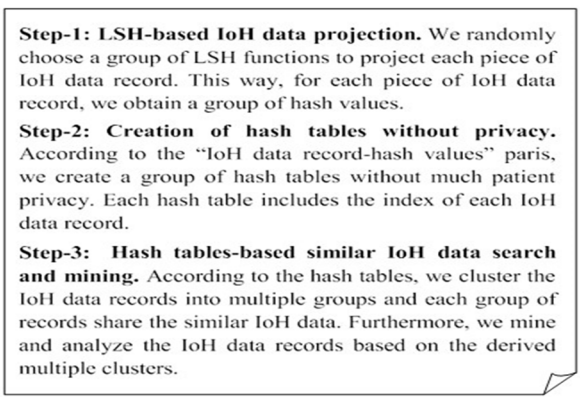 Step-1: LSH-based IoH data projection. We randomly
choose a group of LSH functions to project each piece of
IoH data record. This way, for each piece of IoH data
record, we obtain a group of hash values.
Step-2: Creation of hash tables without privacy.
According to the “IoH data record-hash values” paris,
we create a group of hash tables without much patient
privacy. Each hash table includes the index of each IoH
data record.
Step-3: Hash tables-based similar IoH data search
and mining. According to the hash tables, we cluster the
IoH data records into multiple groups and each group of
records share the similar IoH data. Furthermore, we mine
and analyze the IoH data records based on the derived
multiple clusters.